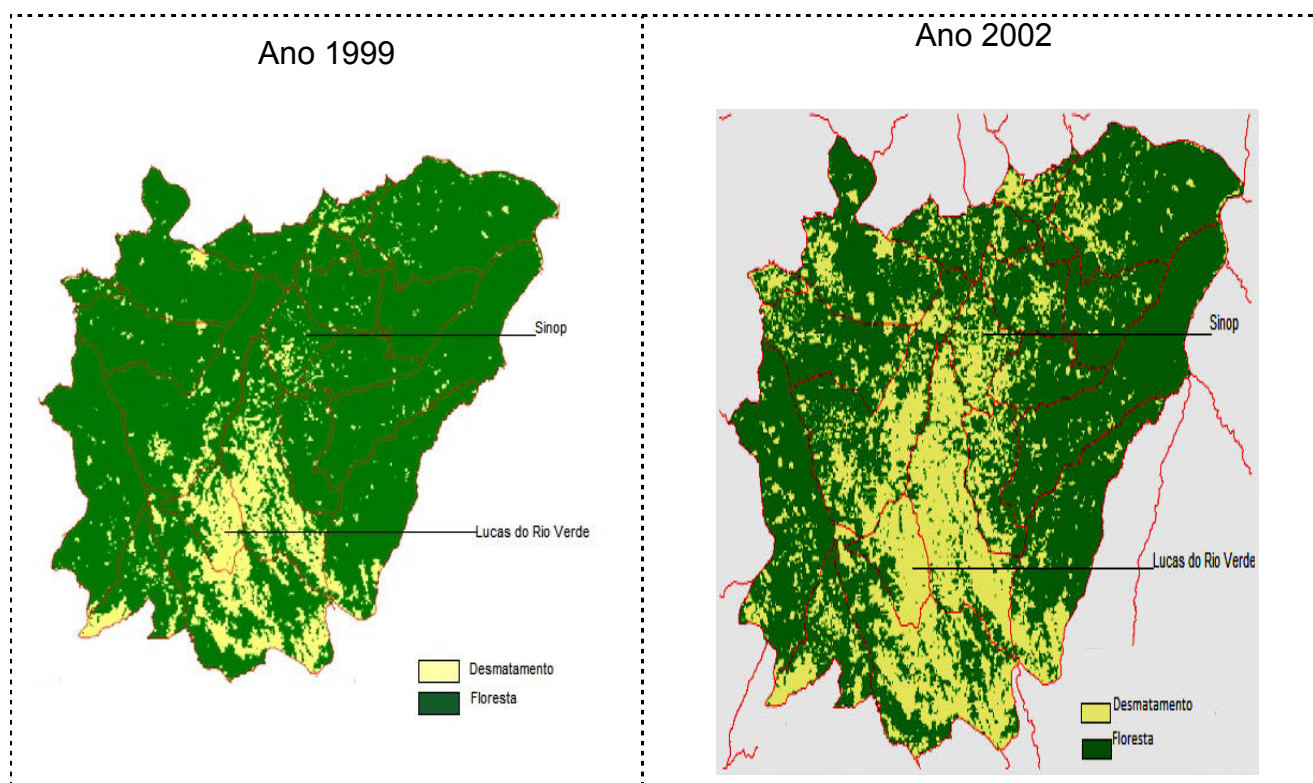 Ano 1999
Sinop
Lucas do Rio Verde
Desmatamento
Floresta
Ano 2002
Sinop
Lucas do Rio Verde
Desmatamento
Floresta